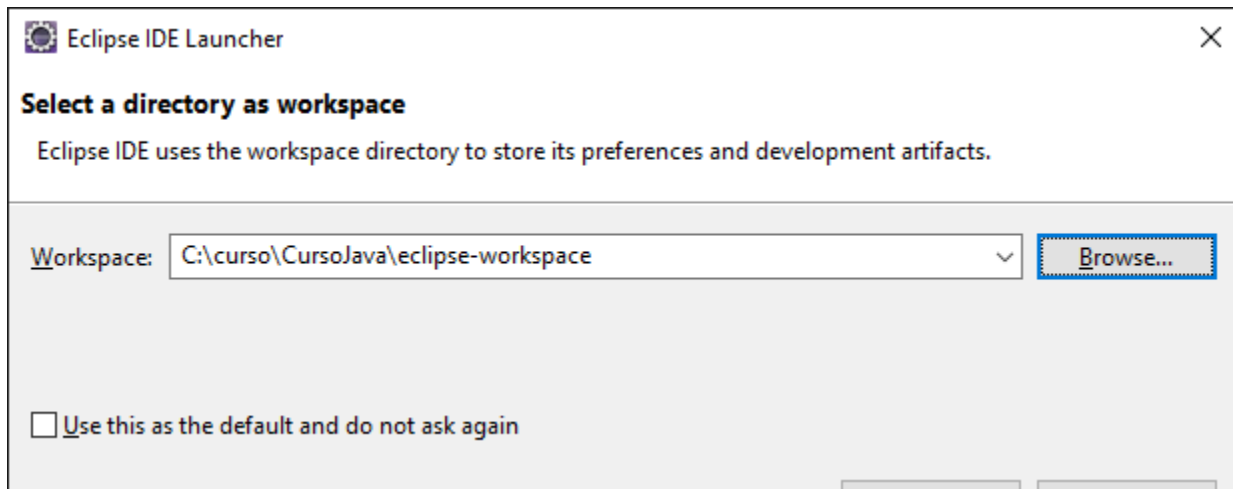 Eclipse IDE Launcher
Select a directory as workspace
Eclipse IDE uses the workspace directory to store its preferences and development artifacts.
Workspace: C:\curso\CursoJava\eclipse-workspace Browse...
Use this as the default and do not ask again